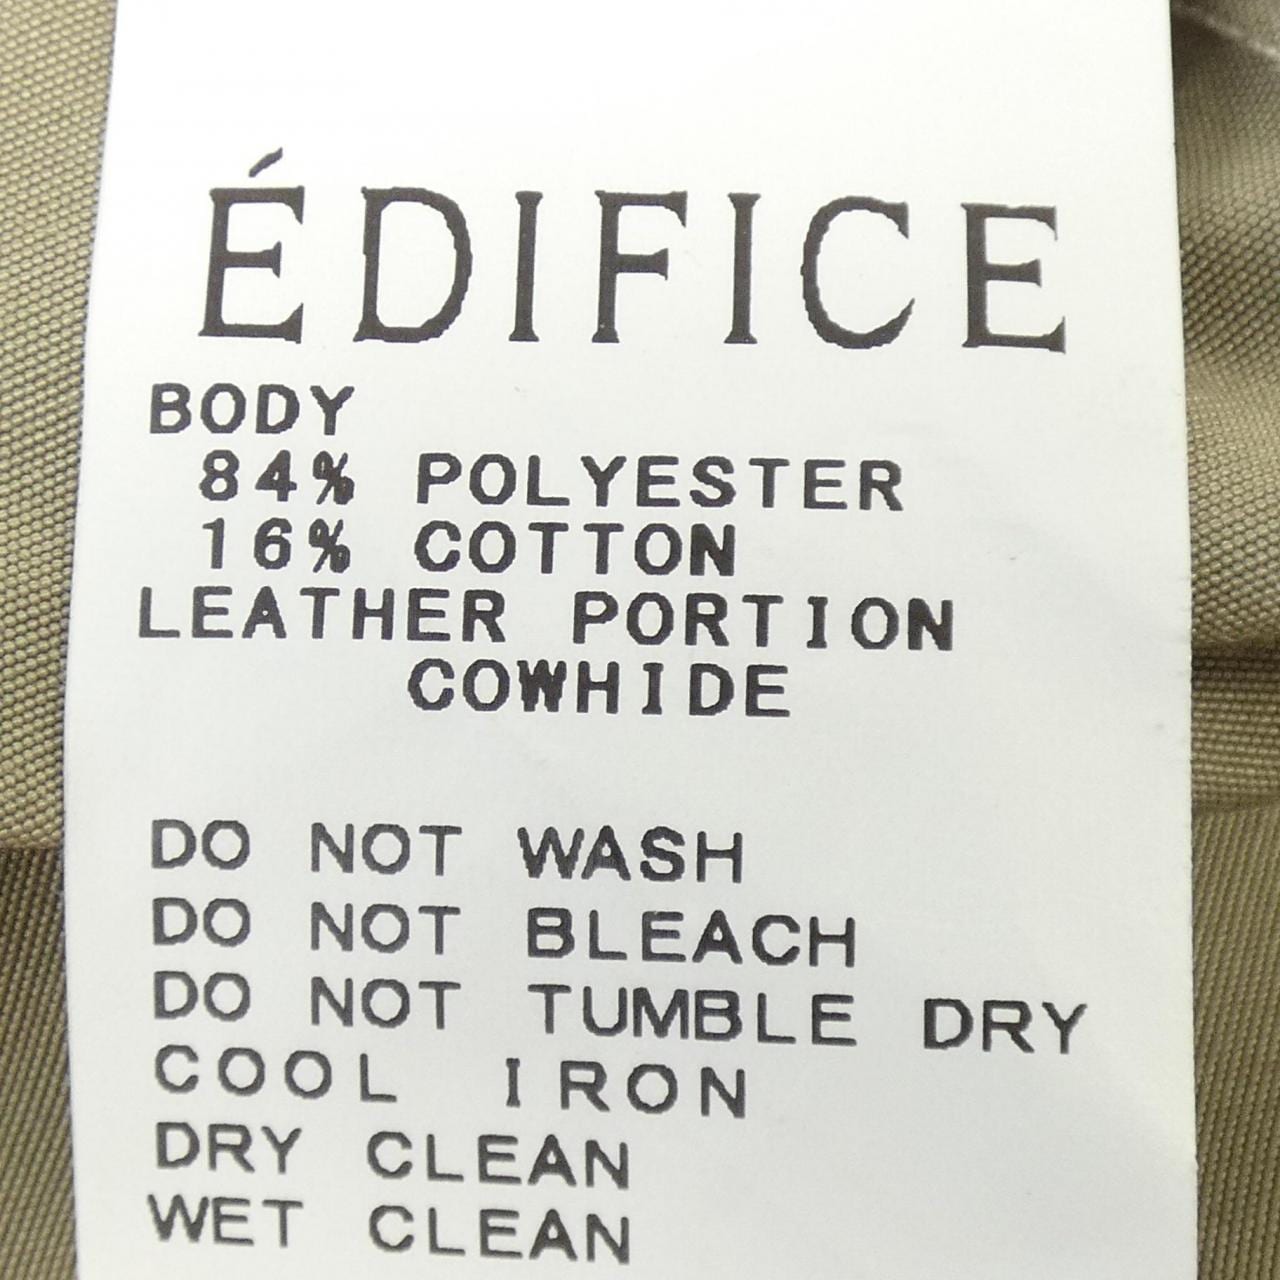 ÉDIFICE
BODY
84% POLYESTER
16% COTTON
LEATHER PORTION
COWHIDE
DO NOT WASH
DO NOT BLEACH
DO NOT TUMBLE DRY
COOL IRON
DRY CLEAN
WET CLEAN